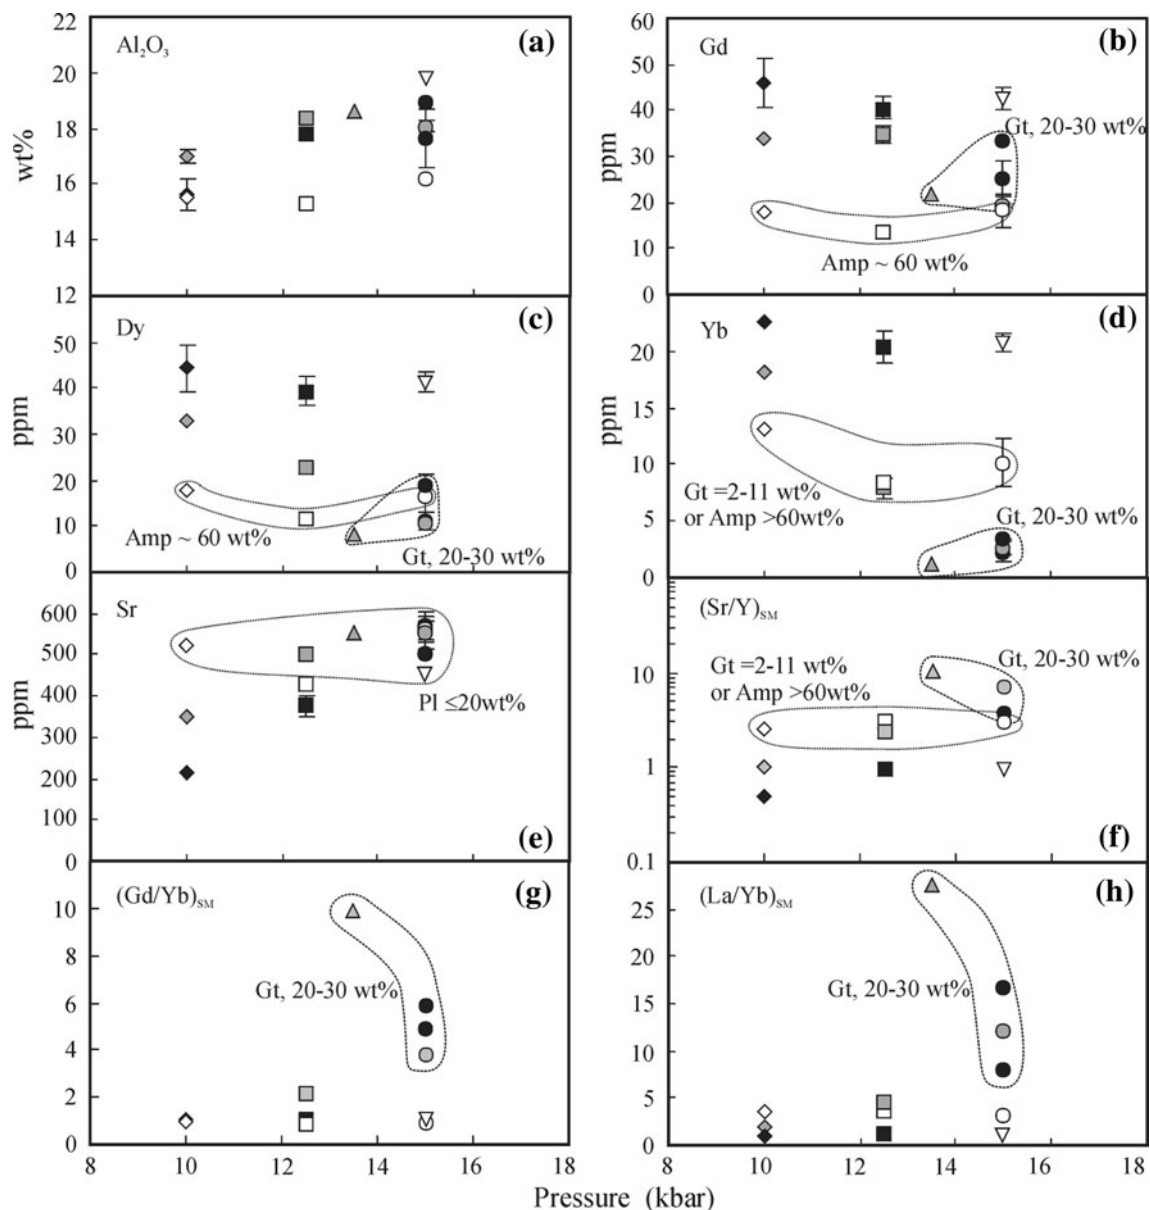 22
20
18
16
14
12
wt%
Al₂O₃
(a)
60
50
40
30
20
10
0
ppm
Gd
(b)
Gt, 20-30 wt%
Amp ~ 60 wt%
50
40
30
20
10
0
ppm
Dy
(c)
Amp ~ 60 wt%
Gt, 20-30 wt%
20
15
10
5
0
ppm
Yb
(d)
Gt =2-11 wt%
or Amp >60wt%
Gt, 20-30 wt%
600
500
400
300
200
100
0
ppm
Sr
Pl ≤20wt%
(e)
10
1
0.1
(Sr/Y)SM
Gt =2-11 wt%
or Amp >60wt%
Gt, 20-30 wt%
(f)
10
8
6
4
2
0
(Gd/Yb)SM
(g)
Gt, 20-30 wt%
8 10 12 14 16 18
25
20
15
10
5
0
(La/Yb)SM
(h)
Gt, 20-30 wt%
8 10 12 14 16 18
Pressure (kbar)